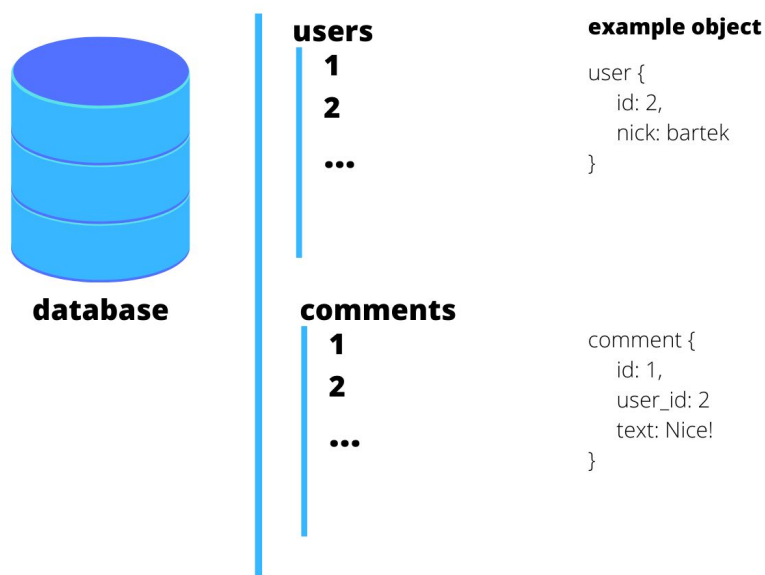 database
users
1
2
...
comments
1
2
...
example object
user {
id: 2,
nick: bartek
}
comment {
id: 1,
user_id: 2
text: Nice!
}